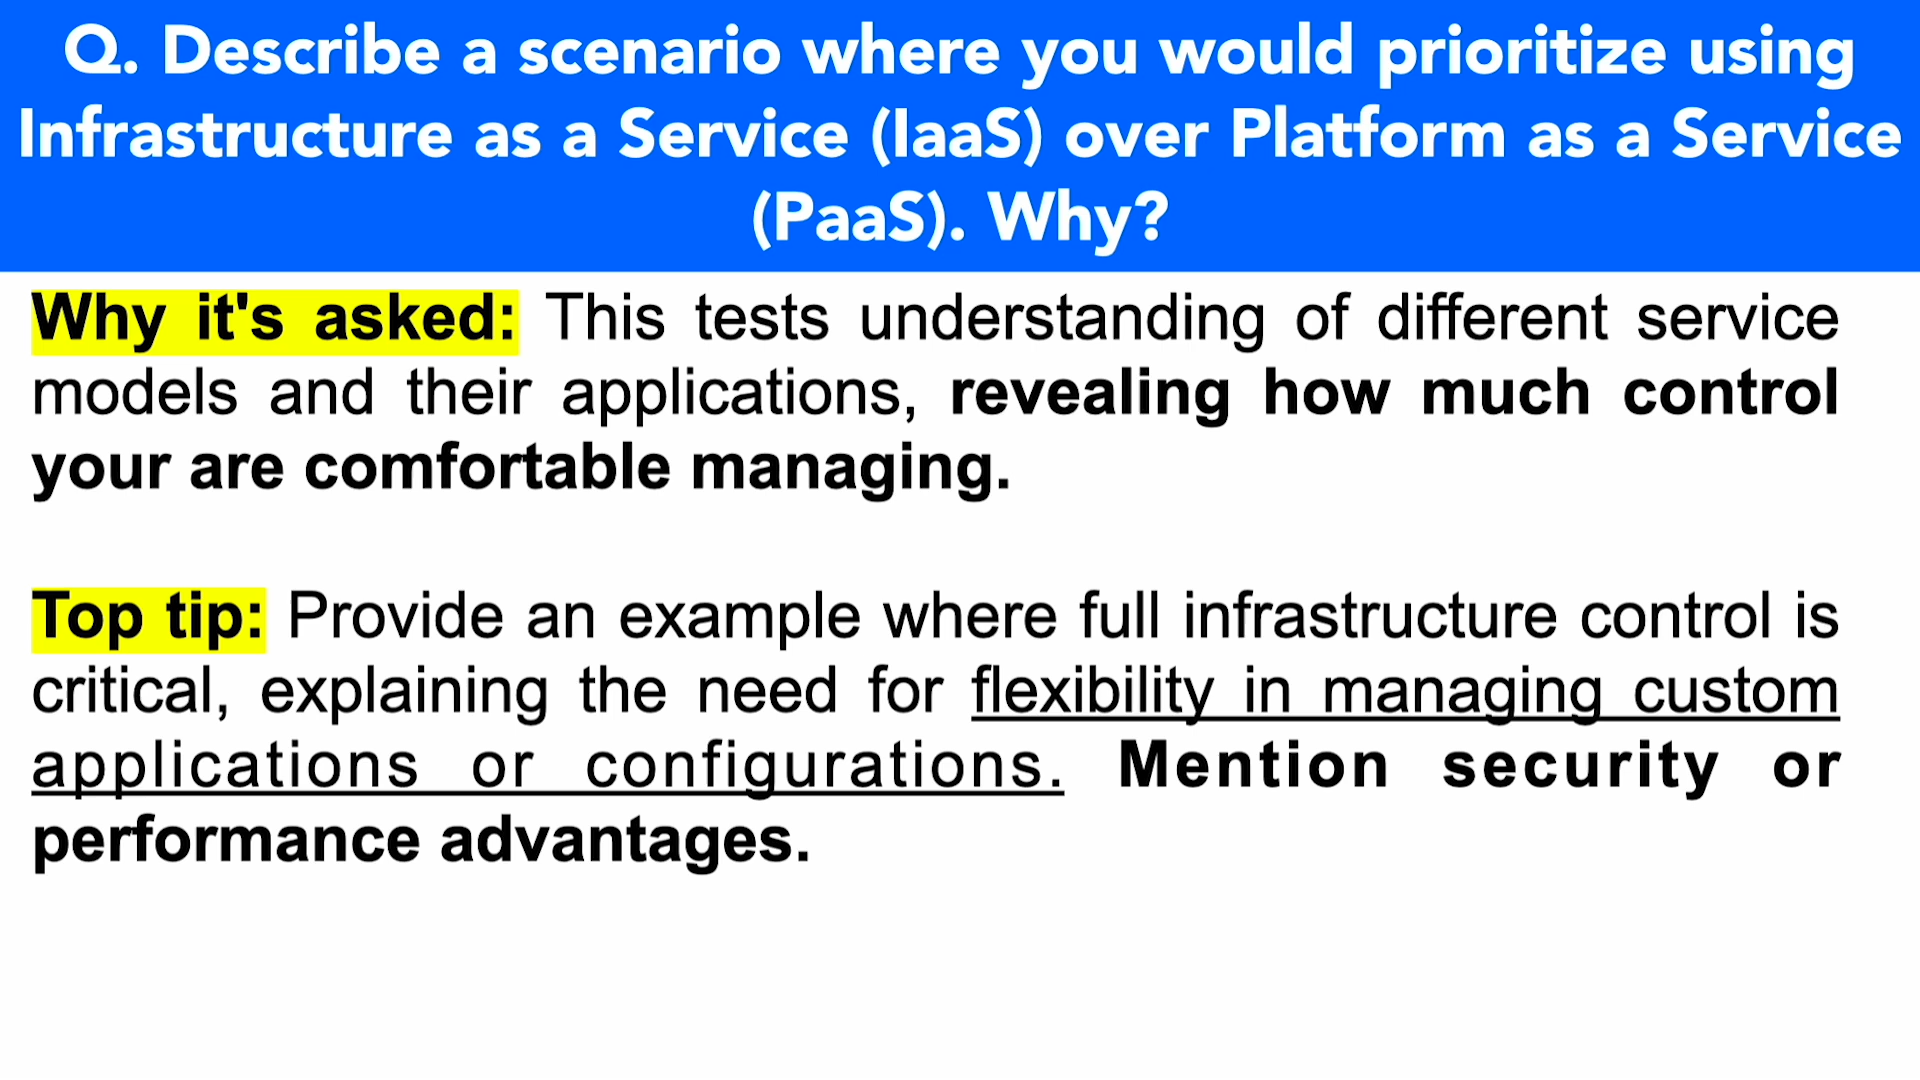 Q. Describe a scenario where you would prioritize using
Infrastructure as a Service (IaaS) over Platform as a Service
(PaaS). Why?
Why it's asked: This tests understanding of different service
models and their applications, revealing how much control
your are comfortable managing.
Top tip: Provide an example where full infrastructure control is
critical, explaining the need for flexibility in managing custom
applications or configurations. Mention security or
performance advantages.